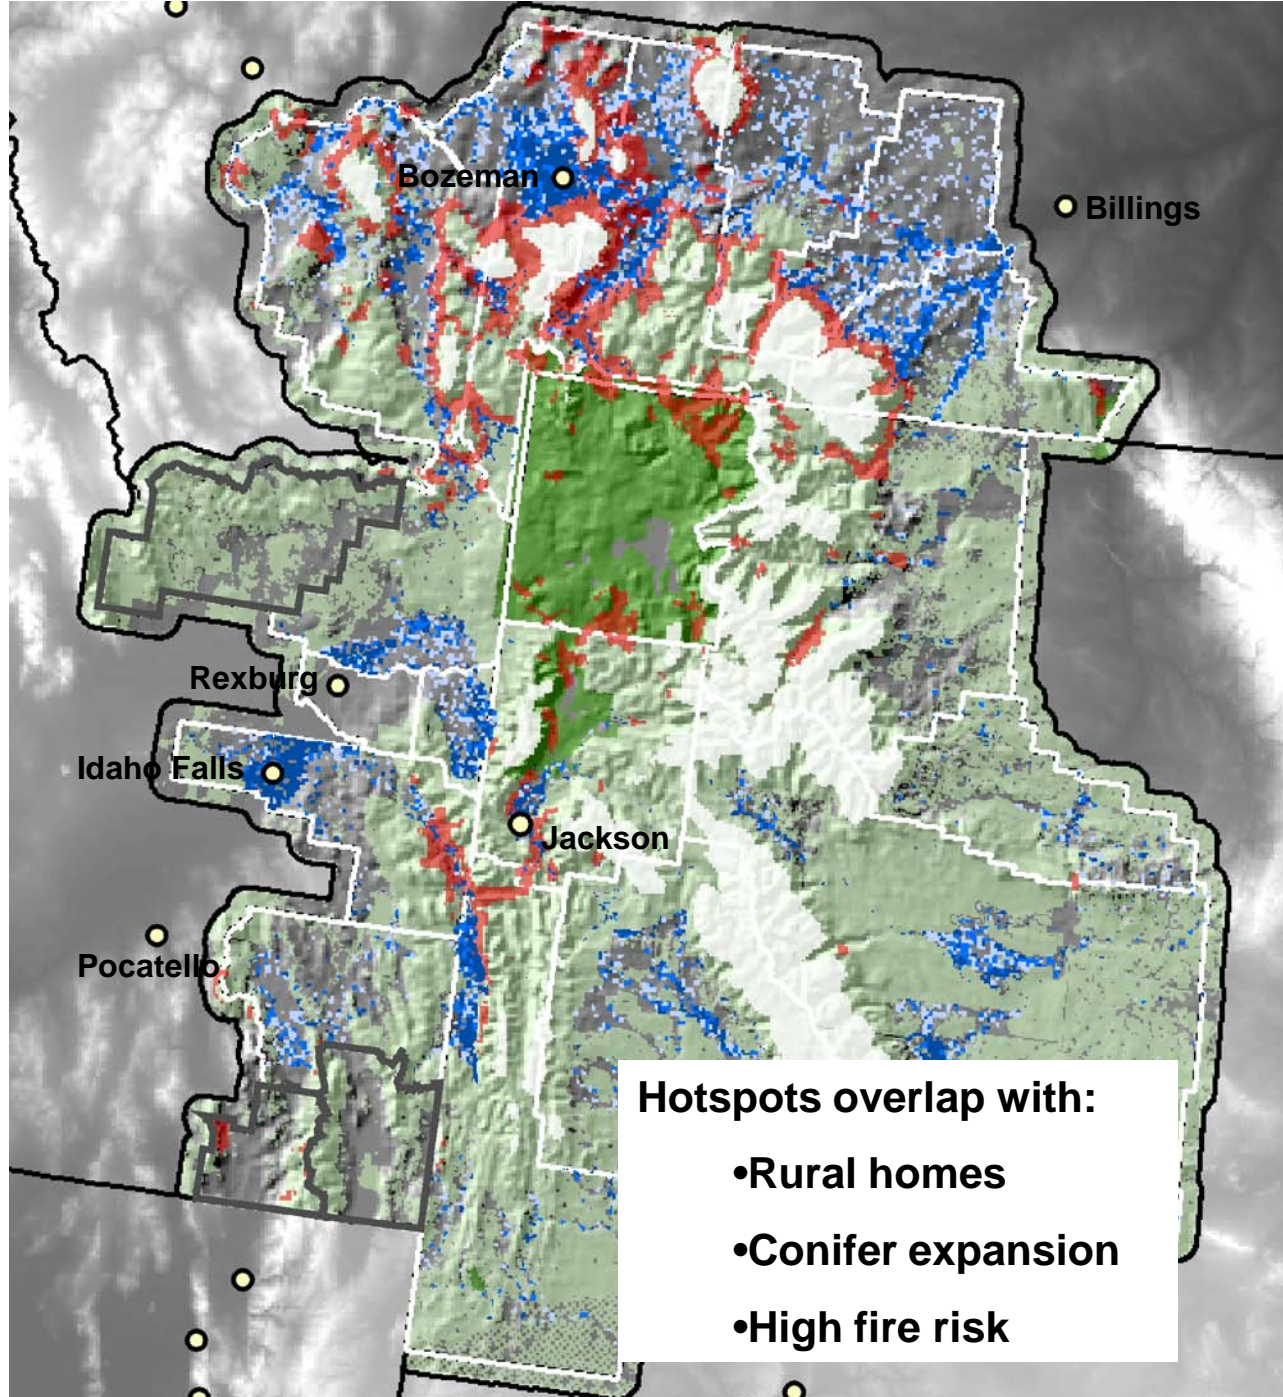 Bozeman
Billings
Rexburg
Idaho Falls
Jackson
Pocatello
Hotspots overlap with:
•Rural homes
•Conifer expansion
•High fire risk